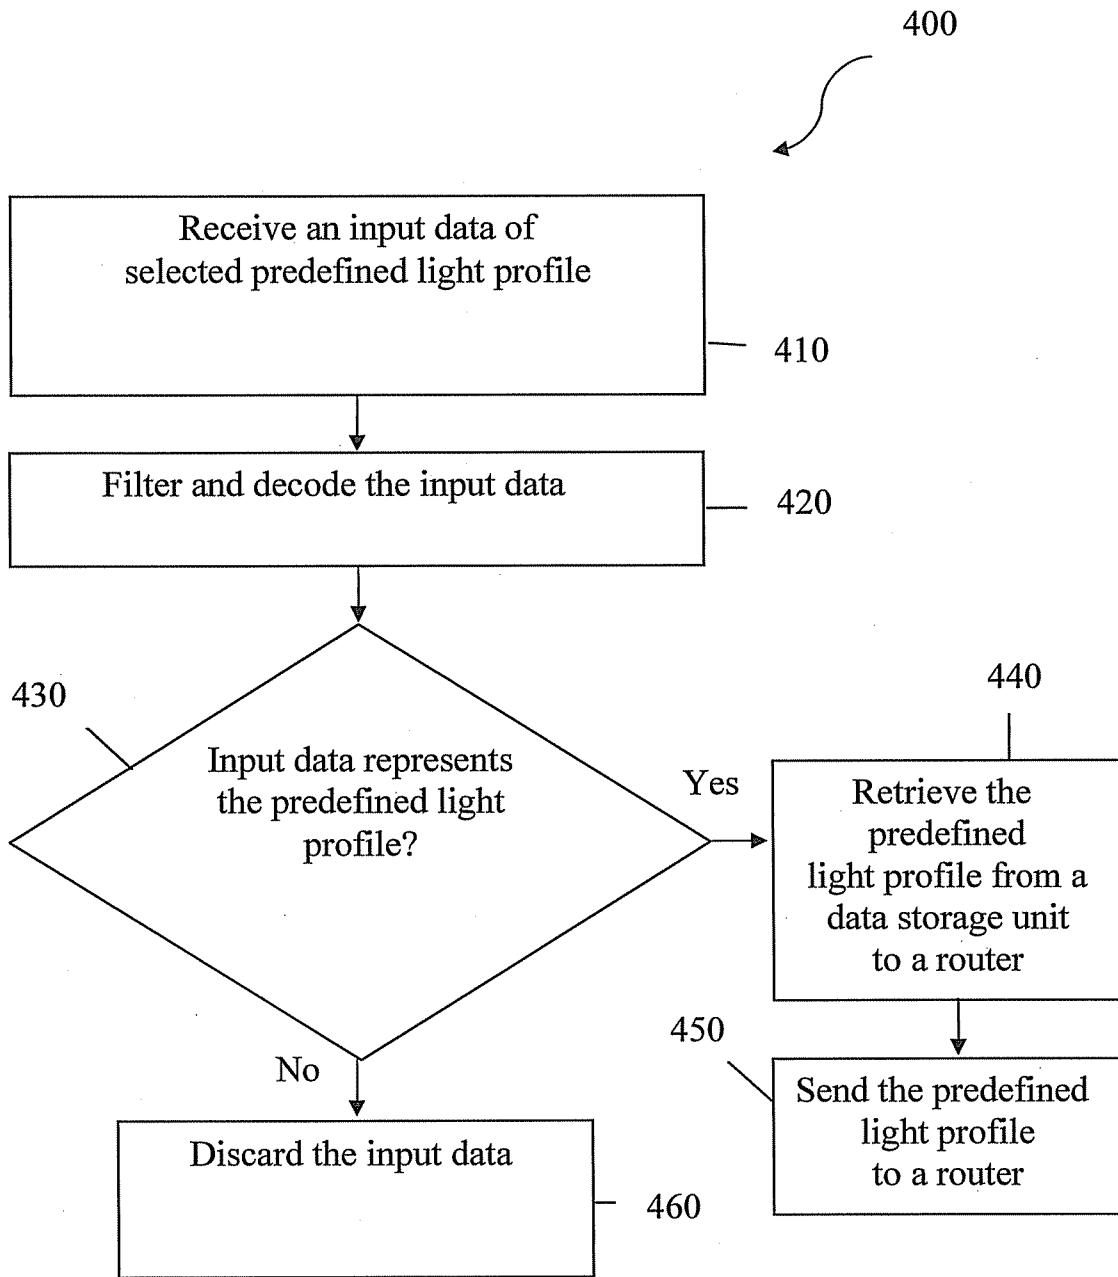 400
Receive an input data of
selected predefined light profile
410
Filter and decode the input data
420
430
Input data represents
the predefined light
profile?
Yes
440
Retrieve the
predefined
light profile from a
data storage unit
to a router
450
Send the predefined
light profile
to a router
No
Discard the input data
460